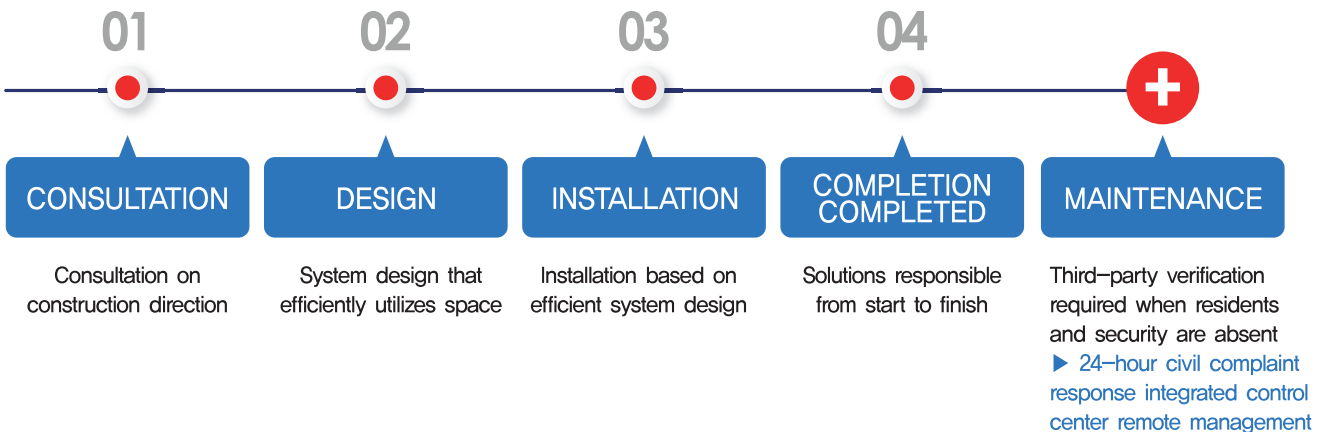 01
02
03
04
CONSULTATION
DESIGN
INSTALLATION
COMPLETION
COMPLETED
MAINTENANCE
Consultation on
construction direction
System design that
efficiently utilizes space
Installation based on
efficient system design
Solutions responsible
from start to finish
Third-party verification
required when residents
and security are absent
▶ 24-hour civil complaint
response integrated control
center remote management